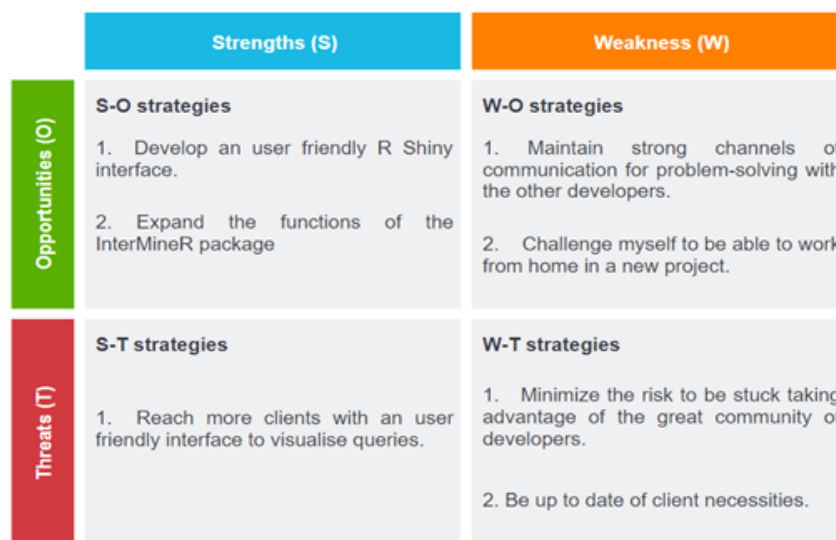 Strengths (S)
Weakness (W)
Opportunities (O)
S-O strategies
1. Develop an user friendly R Shiny
interface.
2. Expand the functions of the
InterMineR package
W-O strategies
1. Maintain strong channels of
communication for problem-solving with
the other developers.
2. Challenge myself to be able to work
from home in a new project.
Threats (T)
S-T strategies
1. Reach more clients with an user
friendly interface to visualise queries.
W-T strategies
1. Minimize the risk to be stuck taking
advantage of the great community of
developers.
2. Be up to date of client necessities.